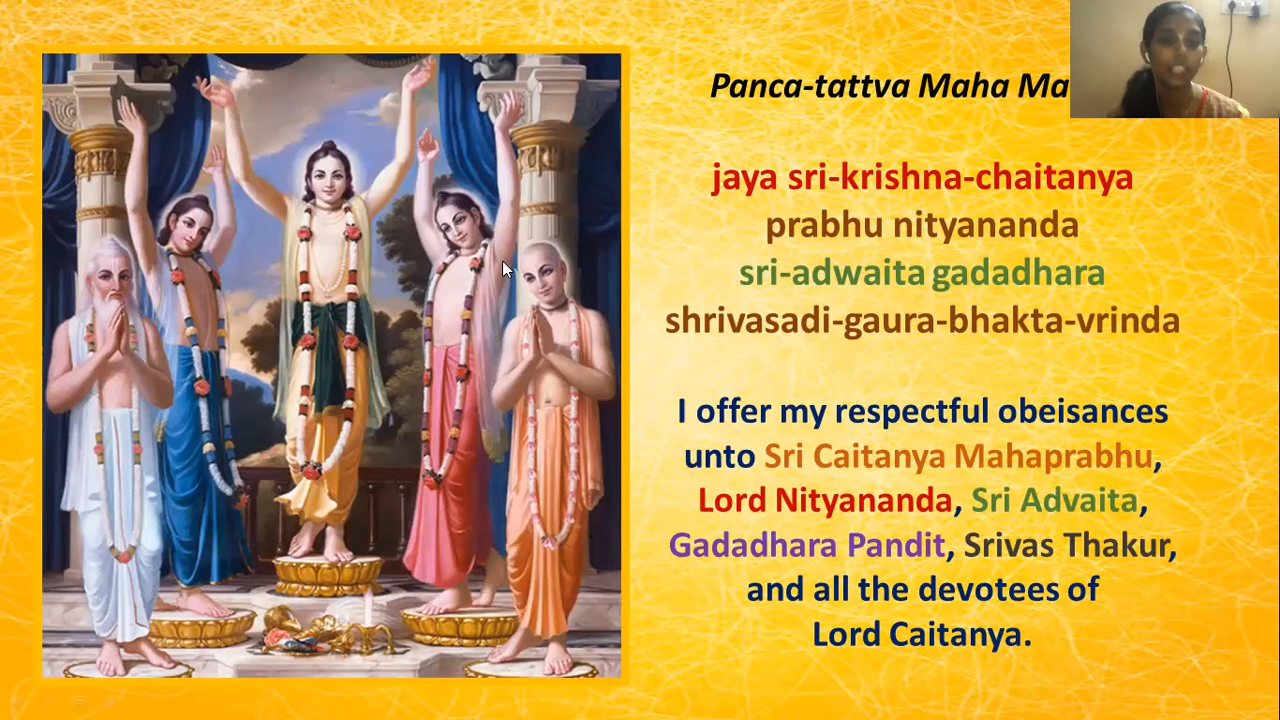 Panca-tattva Maha
jaya sri-krishna-chaitanya
prabhu nityananda
sri-adwaita gadadhara
shrivasadi-gaura-bhakta-vrinda
I offer my respectful obeisances
unto Sri Caitanya Mahaprabhu,
Lord Nityananda, Sri Advaita,
Gadadhara Pandit, Srivas Thakur,
and all the devotees of
Lord Caitanya.